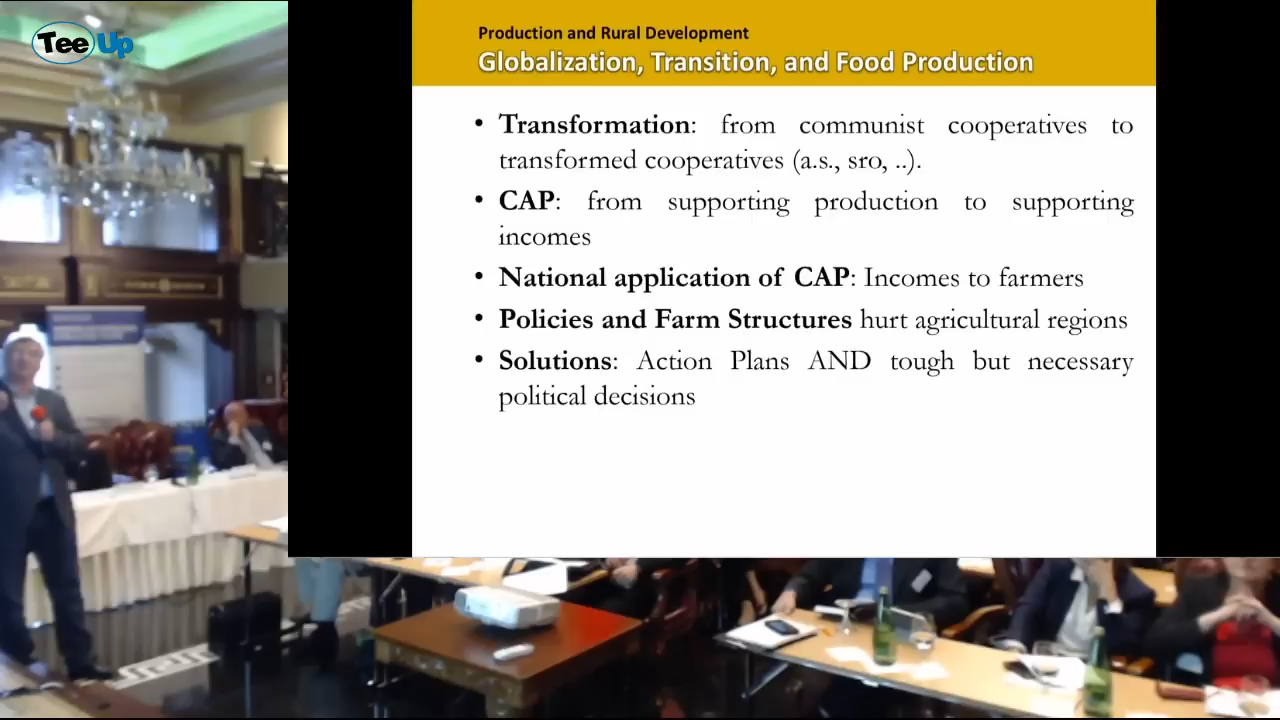 Tee Up
Production and Rural Development
Globalization, Transition, and Food Production
• Transformation: from communist cooperatives to
transformed cooperatives (a.s., sro, ..).
• CAP: from supporting production to supporting
incomes
• National application of CAP: Incomes to farmers
• Policies and Farm Structures hurt agricultural regions
• Solutions: Action Plans AND tough but necessary
political decisions